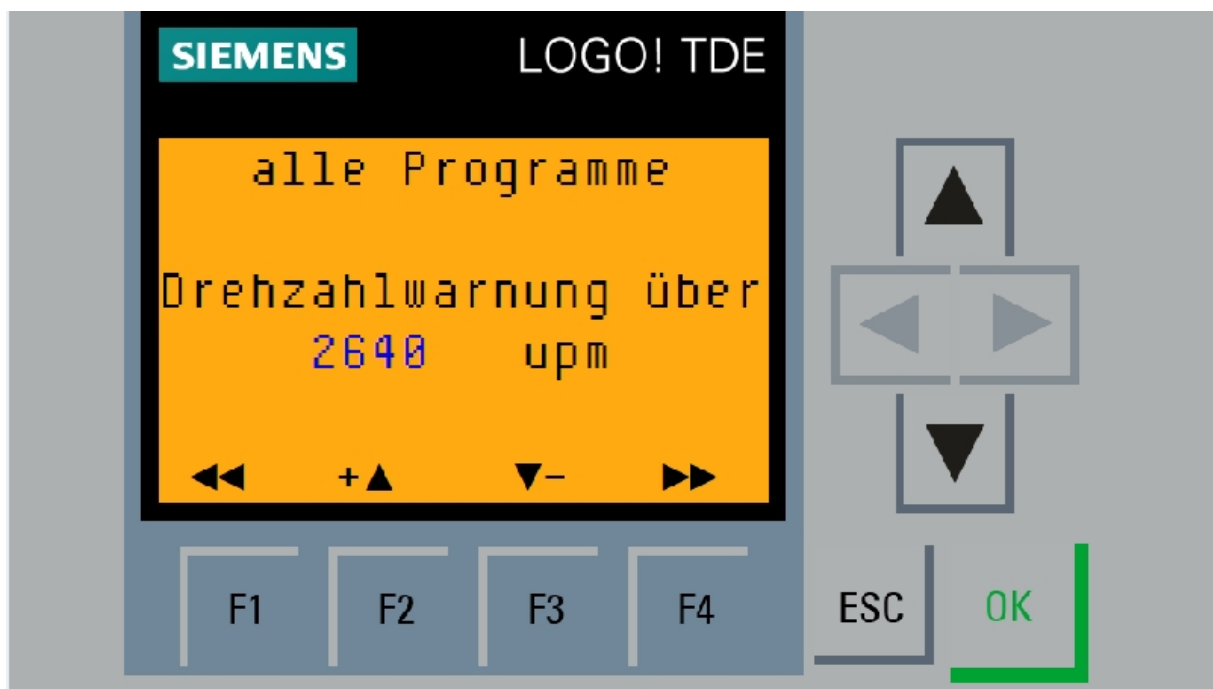 SIEMENS LOGO! TDE
alle Programme
Drehzahlwarnung über
2640 upm
◀◀ +▲ ▼- ▶▶
F1 F2 F3 F4 ESC OK